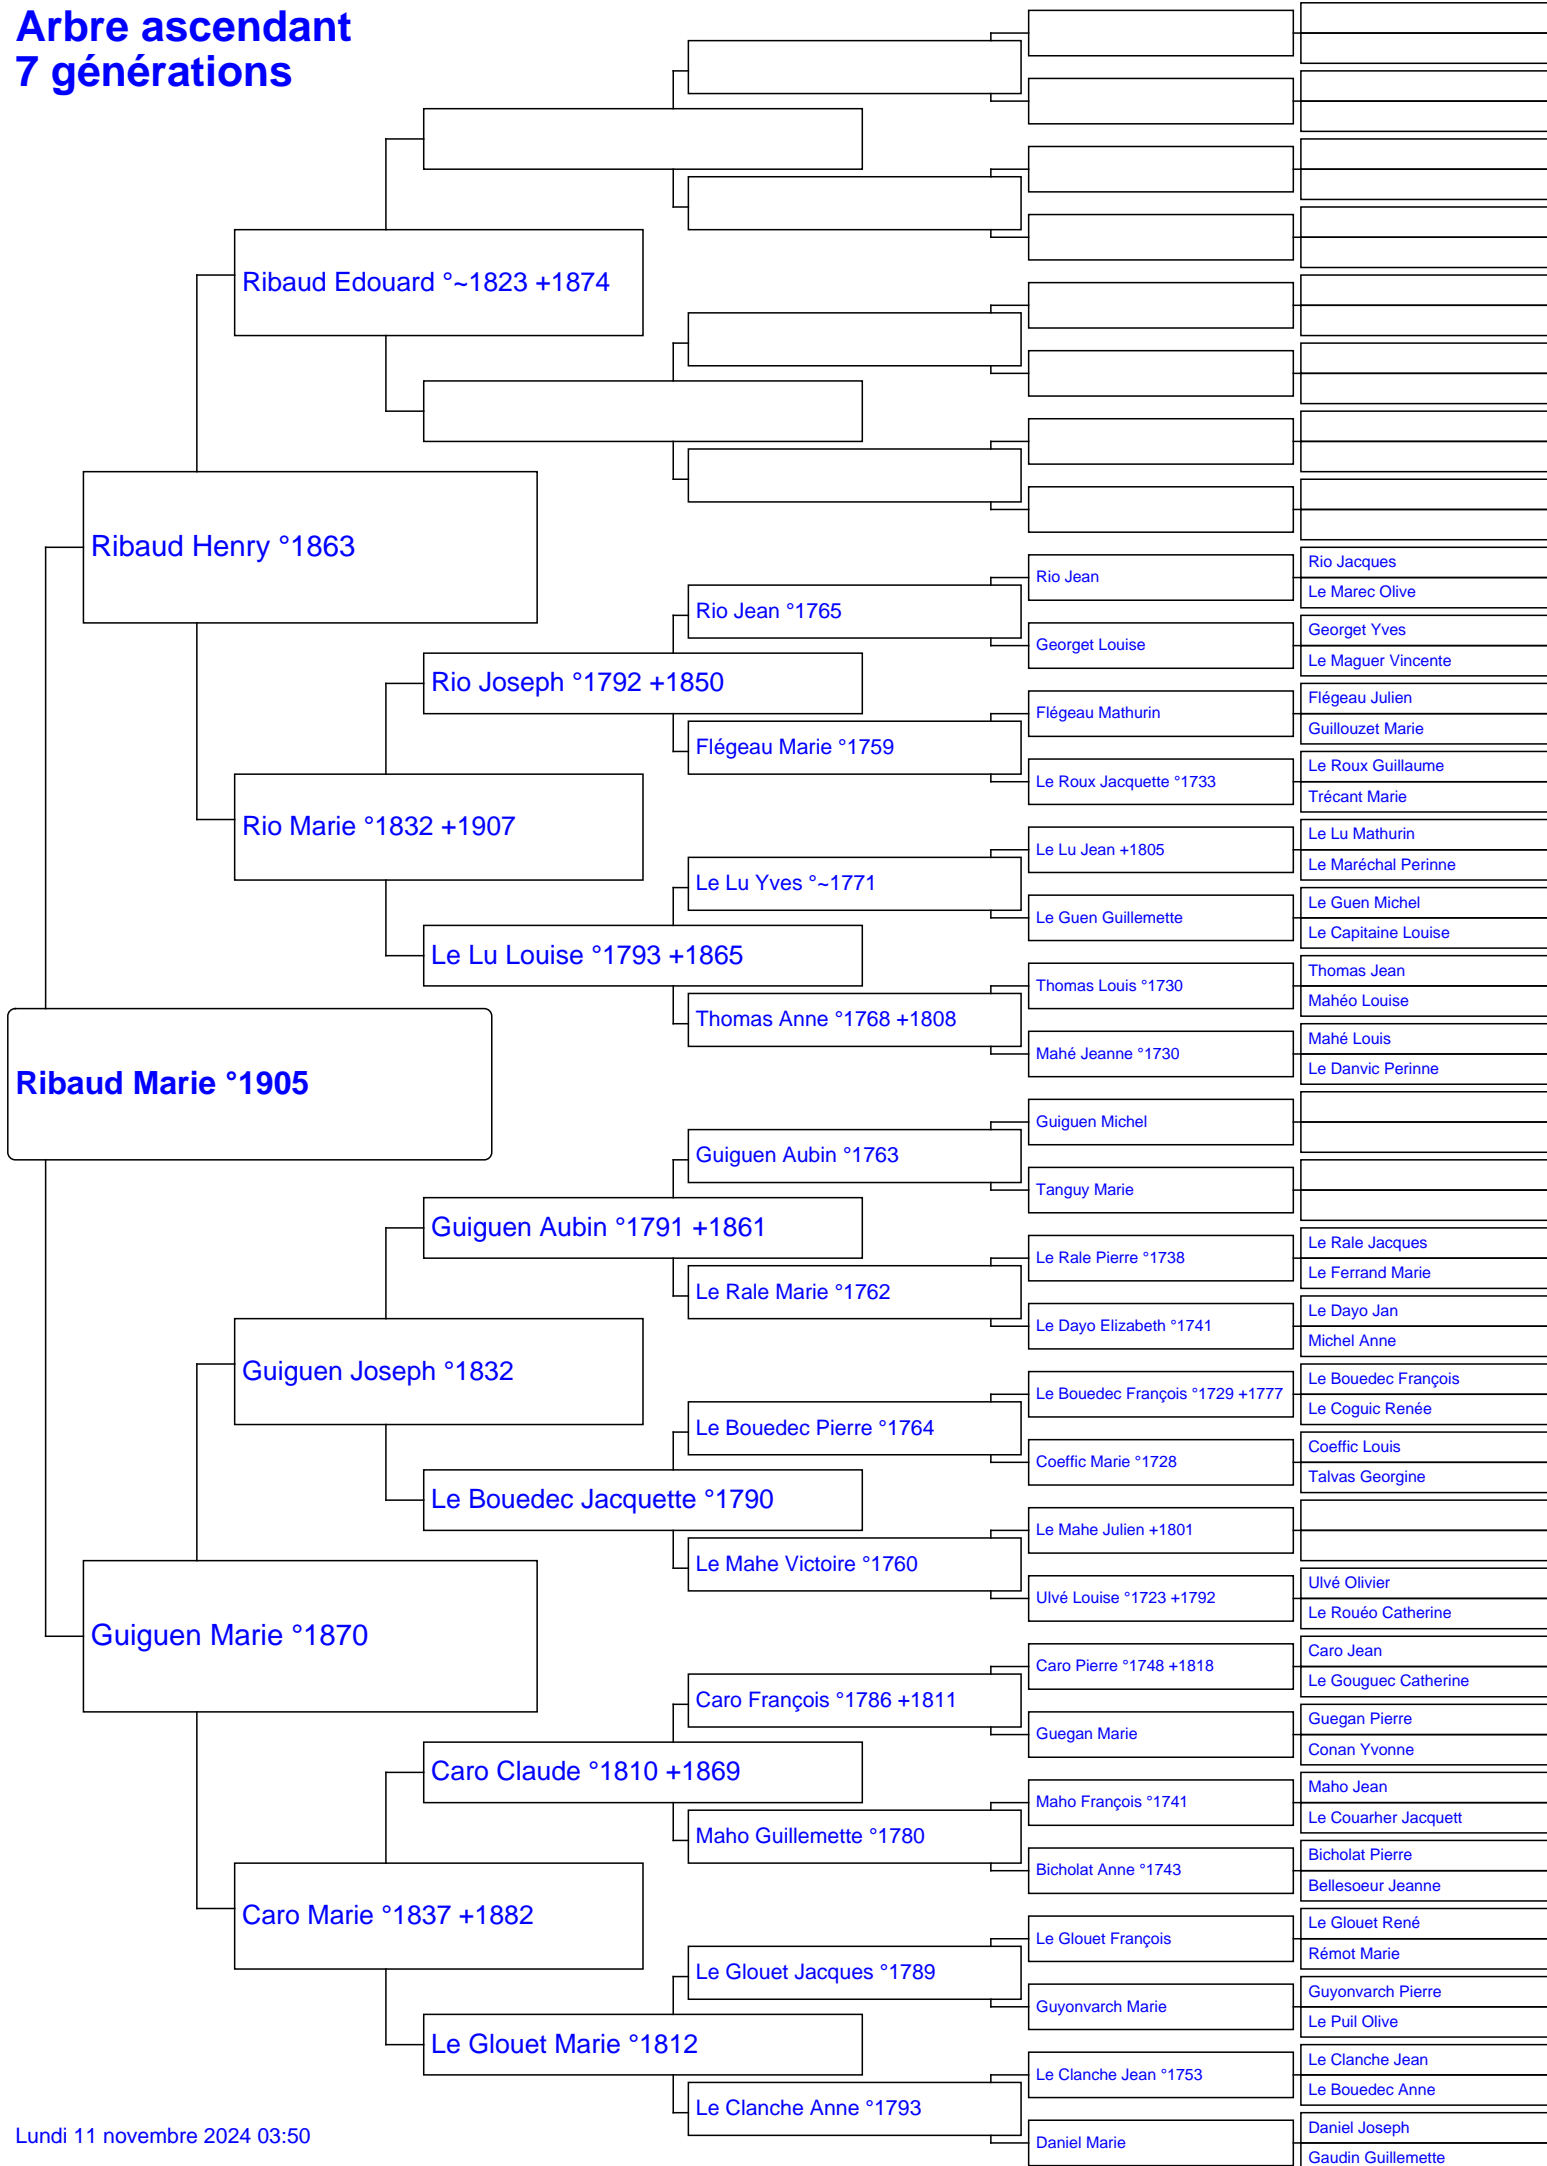 Arbre ascendant
7 générations
Ribaud Marie °1905
Ribaud Henry °1863
Guiguen Marie °1870
Ribaud Edouard °~1823 +1874
Rio Marie °1832 +1907
Guiguen Joseph °1832
Caro Marie °1837 +1882
Rio Joseph °1792 +1850
Le Lu Louise °1793 +1865
Guiguen Aubin °1791 +1861
Le Bouedec Jacquette °1790
Caro Claude °1810 +1869
Le Glouet Marie °1812
Rio Jean °1765
Flégeau Marie °1759
Le Lu Yves °~1771
Thomas Anne °1768 +1808
Guiguen Aubin °1763
Le Rale Marie °1762
Le Bouedec Pierre °1764
Le Mahe Victoire °1760
Caro François °1786 +1811
Maho Guillemette °1780
Le Glouet Jacques °1789
Le Clanche Anne °1793
Rio Jean
Georget Louise
Flégeau Mathurin
Le Roux Jacquette °1733
Le Lu Jean +1805
Le Guen Guillemette
Thomas Louis °1730
Mahé Jeanne °1730
Guiguen Michel
Tanguy Marie
Le Rale Pierre °1738
Le Dayo Elizabeth °1741
Le Bouedec François °1729 +1777
Coeffic Marie °1728
Le Mahe Julien +1801
Ulvé Louise °1723 +1792
Caro Pierre °1748 +1818
Guegan Marie
Maho François °1741
Bicholat Anne °1743
Le Glouet François
Guyonvarch Marie
Le Clanche Jean °1753
Daniel Marie
Rio Jacques
Le Marec Olive
Georget Yves
Le Maguer Vincente
Flégeau Julien
Guillouzet Marie
Le Roux Guillaume
Trécant Marie
Le Lu Mathurin
Le Maréchal Perinne
Le Guen Michel
Le Capitaine Louise
Thomas Jean
Mahéo Louise
Mahé Louis
Le Danvic Perinne
Le Rale Jacques
Le Ferrand Marie
Le Dayo Jan
Michel Anne
Le Bouedec François
Le Coguic Renée
Coeffic Louis
Talvas Georgine
Ulvé Olivier
Le Rouéo Catherine
Caro Jean
Le Gouguec Catherine
Guegan Pierre
Conan Yvonne
Maho Jean
Le Couarher Jacquett
Bicholat Pierre
Bellesoeur Jeanne
Le Glouet René
Rémot Marie
Guyonvarch Pierre
Le Puil Olive
Le Clanche Jean
Le Bouedec Anne
Daniel Joseph
Gaudin Guillemette
Lundi 11 novembre 2024 03:50